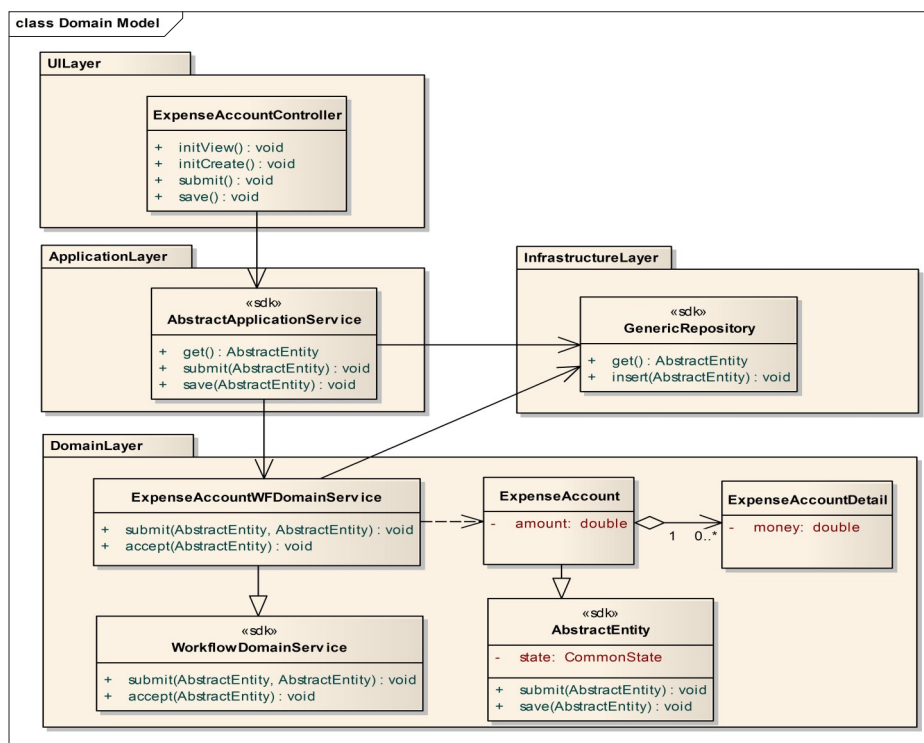 class Domain Model
UILayer
ExpenseAccountController
+ initView() : void
+ initCreate() : void
+ submit() : void
+ save() : void
ApplicationLayer
«sdk»
AbstractApplicationService
+ get() : AbstractEntity
+ submit(AbstractEntity) : void
+ save(AbstractEntity) : void
InfrastructureLayer
«sdk»
GenericRepository
+ get() : AbstractEntity
+ insert(AbstractEntity) : void
DomainLayer
ExpenseAccountWFDomainService
+ submit(AbstractEntity, AbstractEntity) : void
+ accept(AbstractEntity) : void
ExpenseAccount
- amount: double
1 0..*
ExpenseAccountDetail
- money: double
«sdk»
WorkflowDomainService
+ submit(AbstractEntity, AbstractEntity) : void
+ accept(AbstractEntity) : void
«sdk»
AbstractEntity
- state: CommonState
+ submit(AbstractEntity) : void
+ save(AbstractEntity) : void